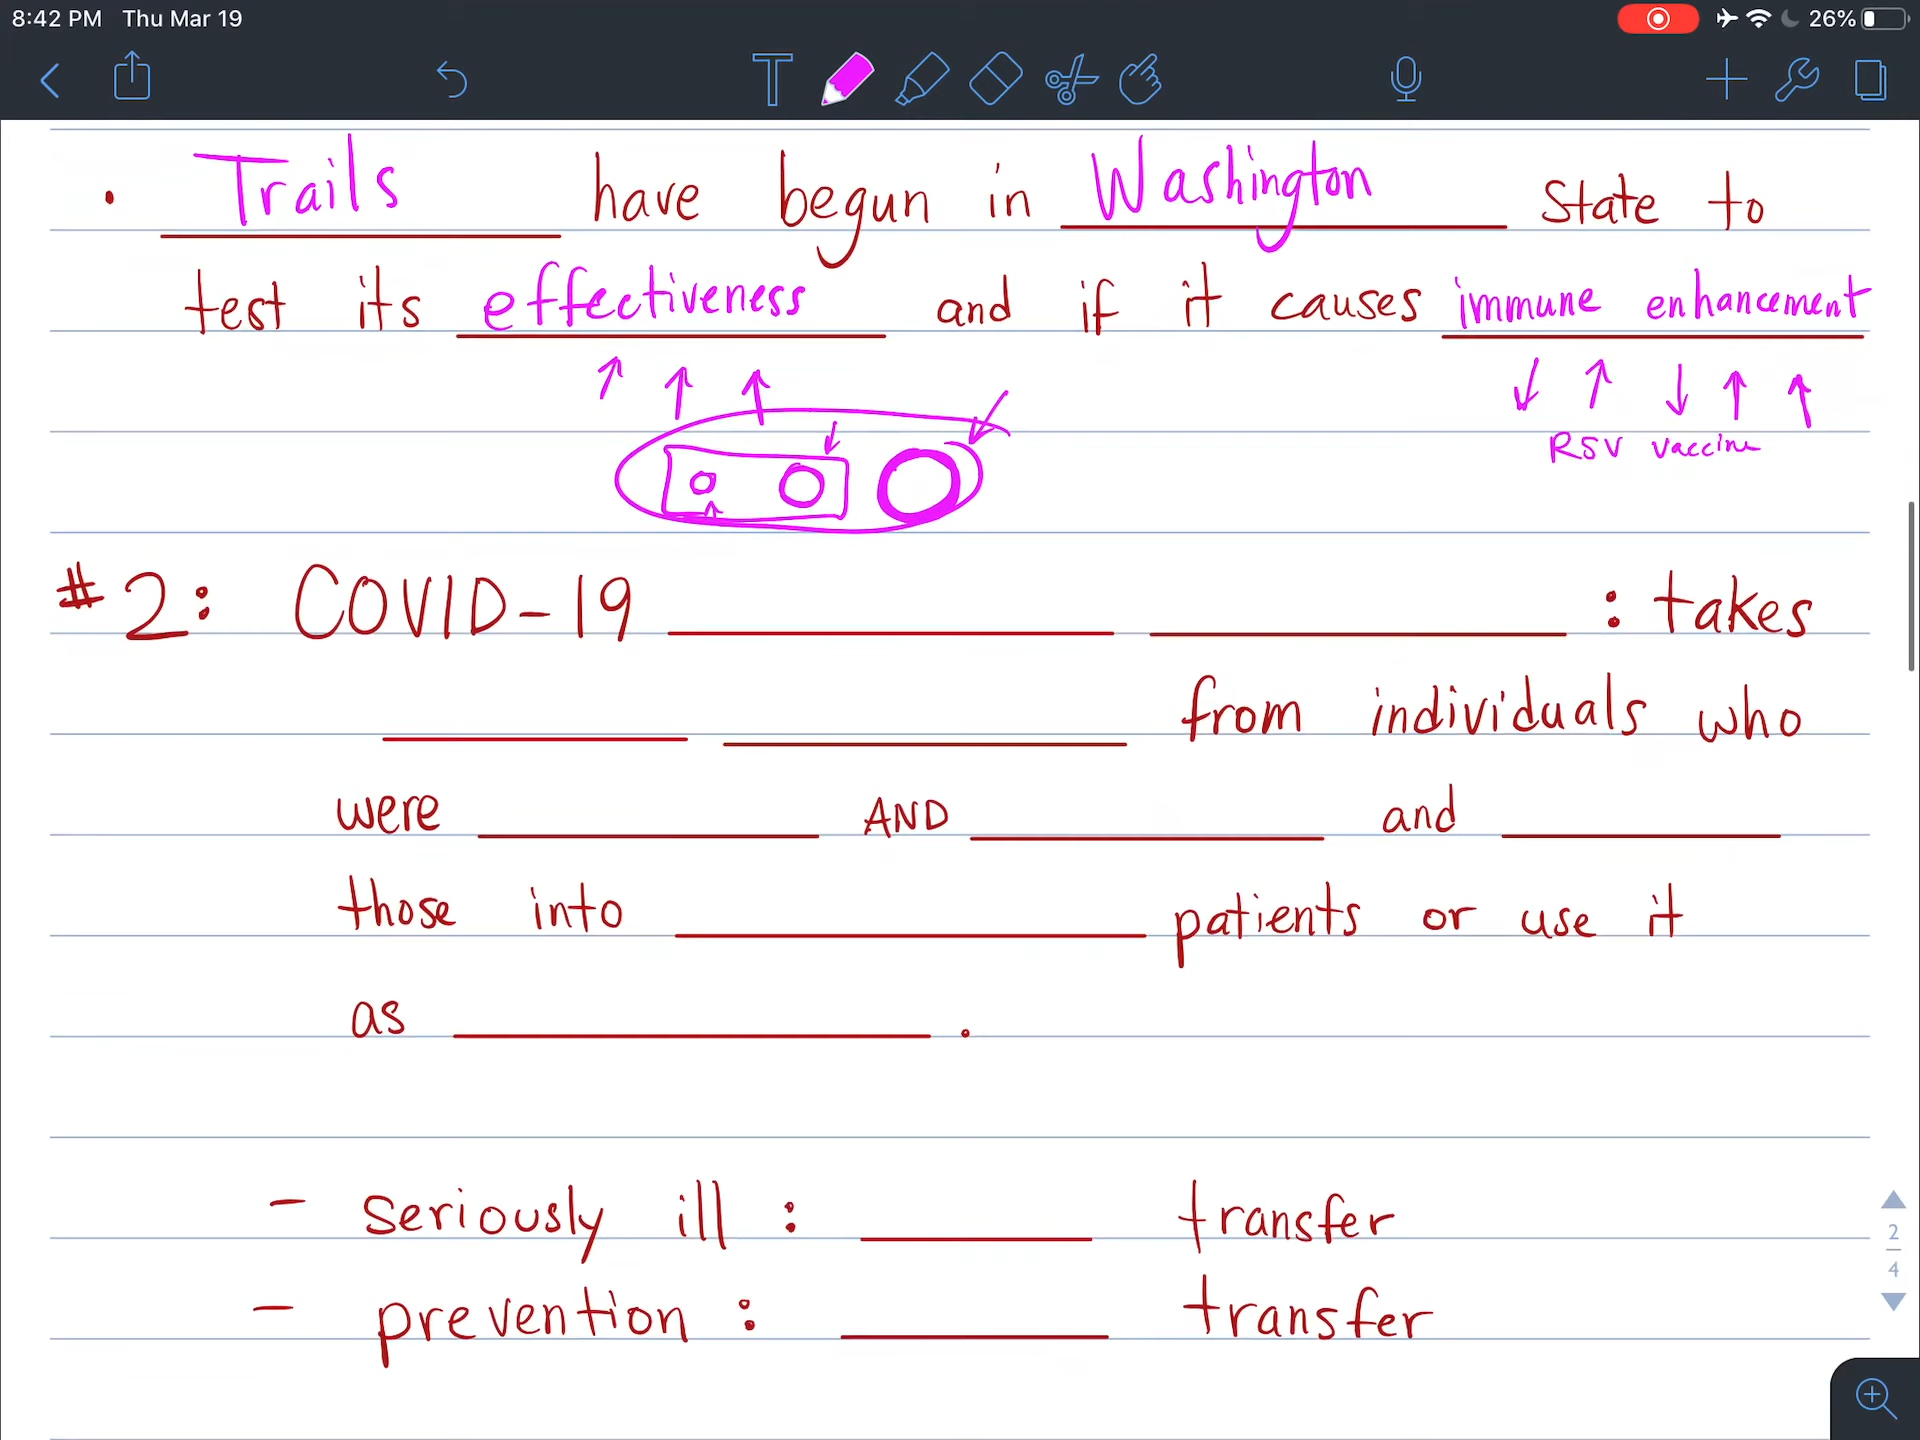 8:42 PM Thu Mar 19 26%
• Trails have begun in Washington State to
test its effectiveness and if it causes immune enhancement
RSV vaccine
#2: COVID-19 : takes
from individuals who
were AND and
those into patients or use it
as .
- seriously ill : transfer
- prevention : transfer
2
4